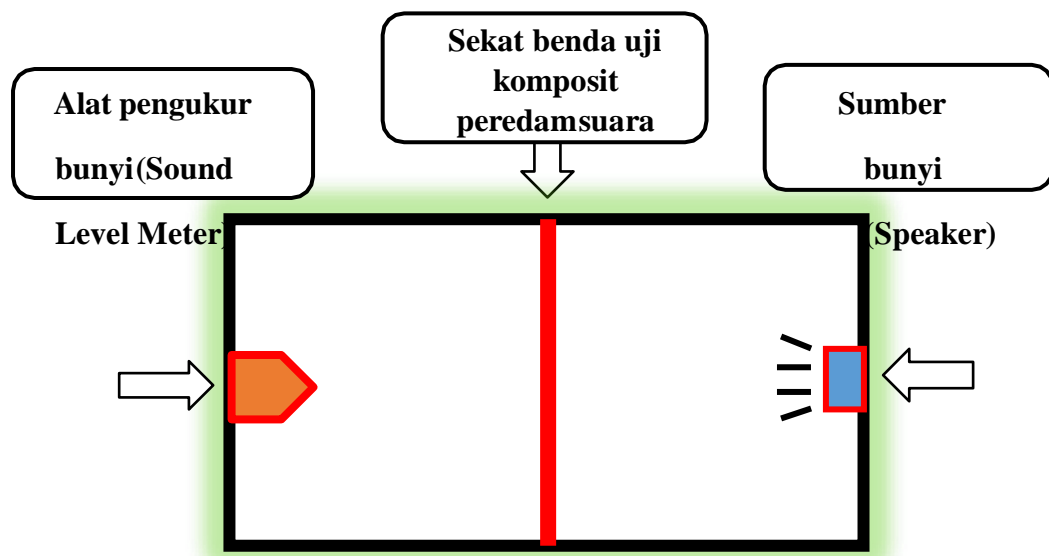 Sekat benda uji
komposit
peredamsuara
Alat pengukur
bunyi(Sound
Level Meter)
Sumber
bunyi
(Speaker)